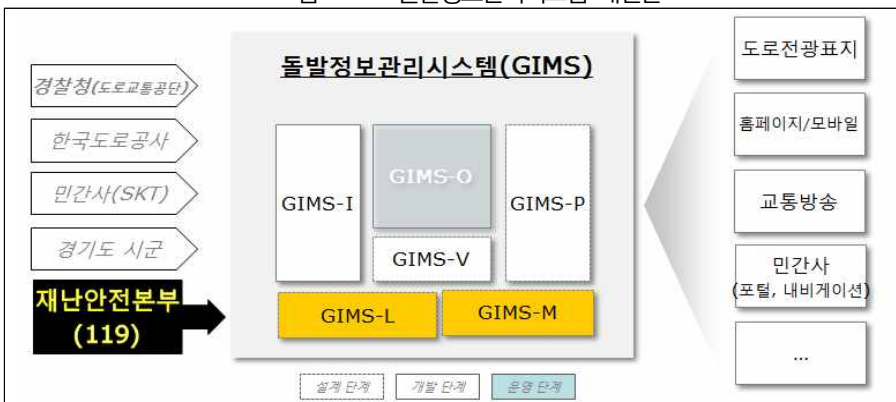 경찰청(도로교통공단)
한국도로공사
민간사(SKT)
경기도 시군
재난안전본부
(119)
돌발정보관리시스템(GIMS)
GIMS-I
GIMS-O
GIMS-P
GIMS-V
GIMS-L
GIMS-M
설계 단계
개발 단계
운영 단계
도로전광표지
홈페이지/모바일
교통방송
민간사
(포털, 내비게이션)
...